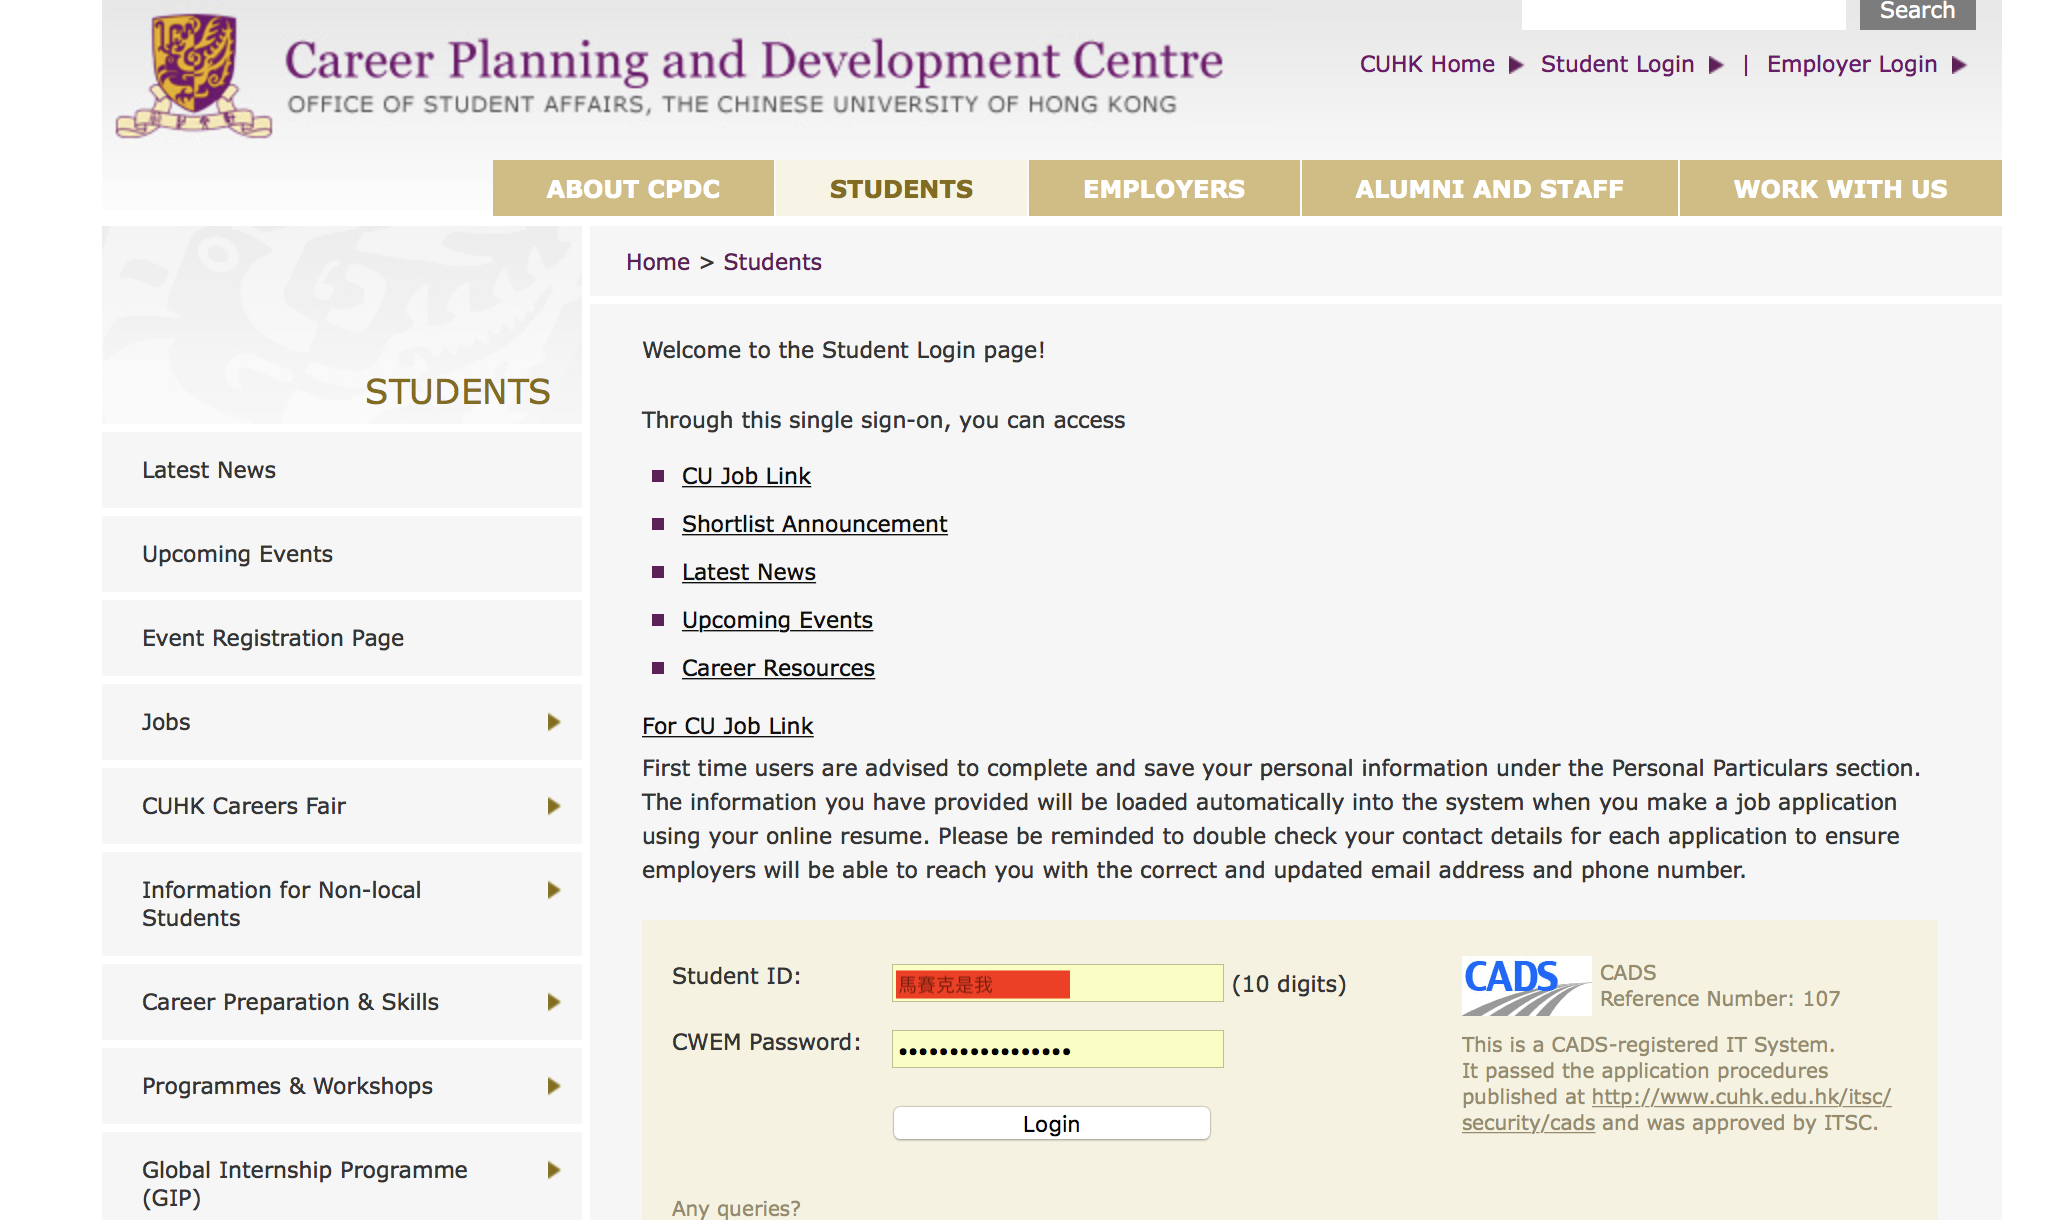 Search
Career Planning and Development Centre
OFFICE OF STUDENT AFFAIRS, THE CHINESE UNIVERSITY OF HONG KONG
CUHK Home Student Login | Employer Login
ABOUT CPDC STUDENTS EMPLOYERS ALUMNI AND STAFF WORK WITH US
STUDENTS
Latest News
Upcoming Events
Event Registration Page
Jobs
CUHK Careers Fair
Information for Non-local
Students
Career Preparation & Skills
Programmes & Workshops
Global Internship Programme
(GIP)
Home > Students
Welcome to the Student Login page!
Through this single sign-on, you can access
CU Job Link
Shortlist Announcement
Latest News
Upcoming Events
Career Resources
For CU Job Link
First time users are advised to complete and save your personal information under the Personal Particulars section.
The information you have provided will be loaded automatically into the system when you make a job application
using your online resume. Please be reminded to double check your contact details for each application to ensure
employers will be able to reach you with the correct and updated email address and phone number.
Student ID: 馬賽克是我 (10 digits)
CWEM Password: •••••••••••••••••
Login
Any queries?
CADS
CADS
Reference Number: 107
This is a CADS-registered IT System.
It passed the application procedures
published at http://www.cuhk.edu.hk/itsc/
security/cads and was approved by ITSC.